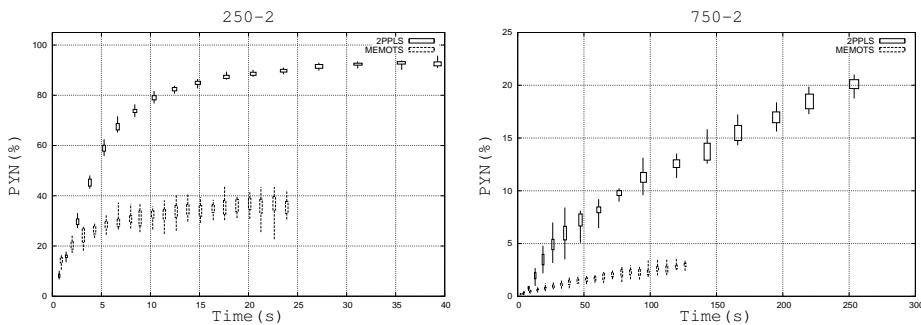 250-2
2PPLS
MEMOTS
100
80
60
40
20
0
PYN(%)
0 5 10 15 20 25 30 35 40
Time(s)
750-2
2PPLS
MEMOTS
25
20
15
10
5
0
PYN(%)
0 50 100 150 200 250 300
Time(s)